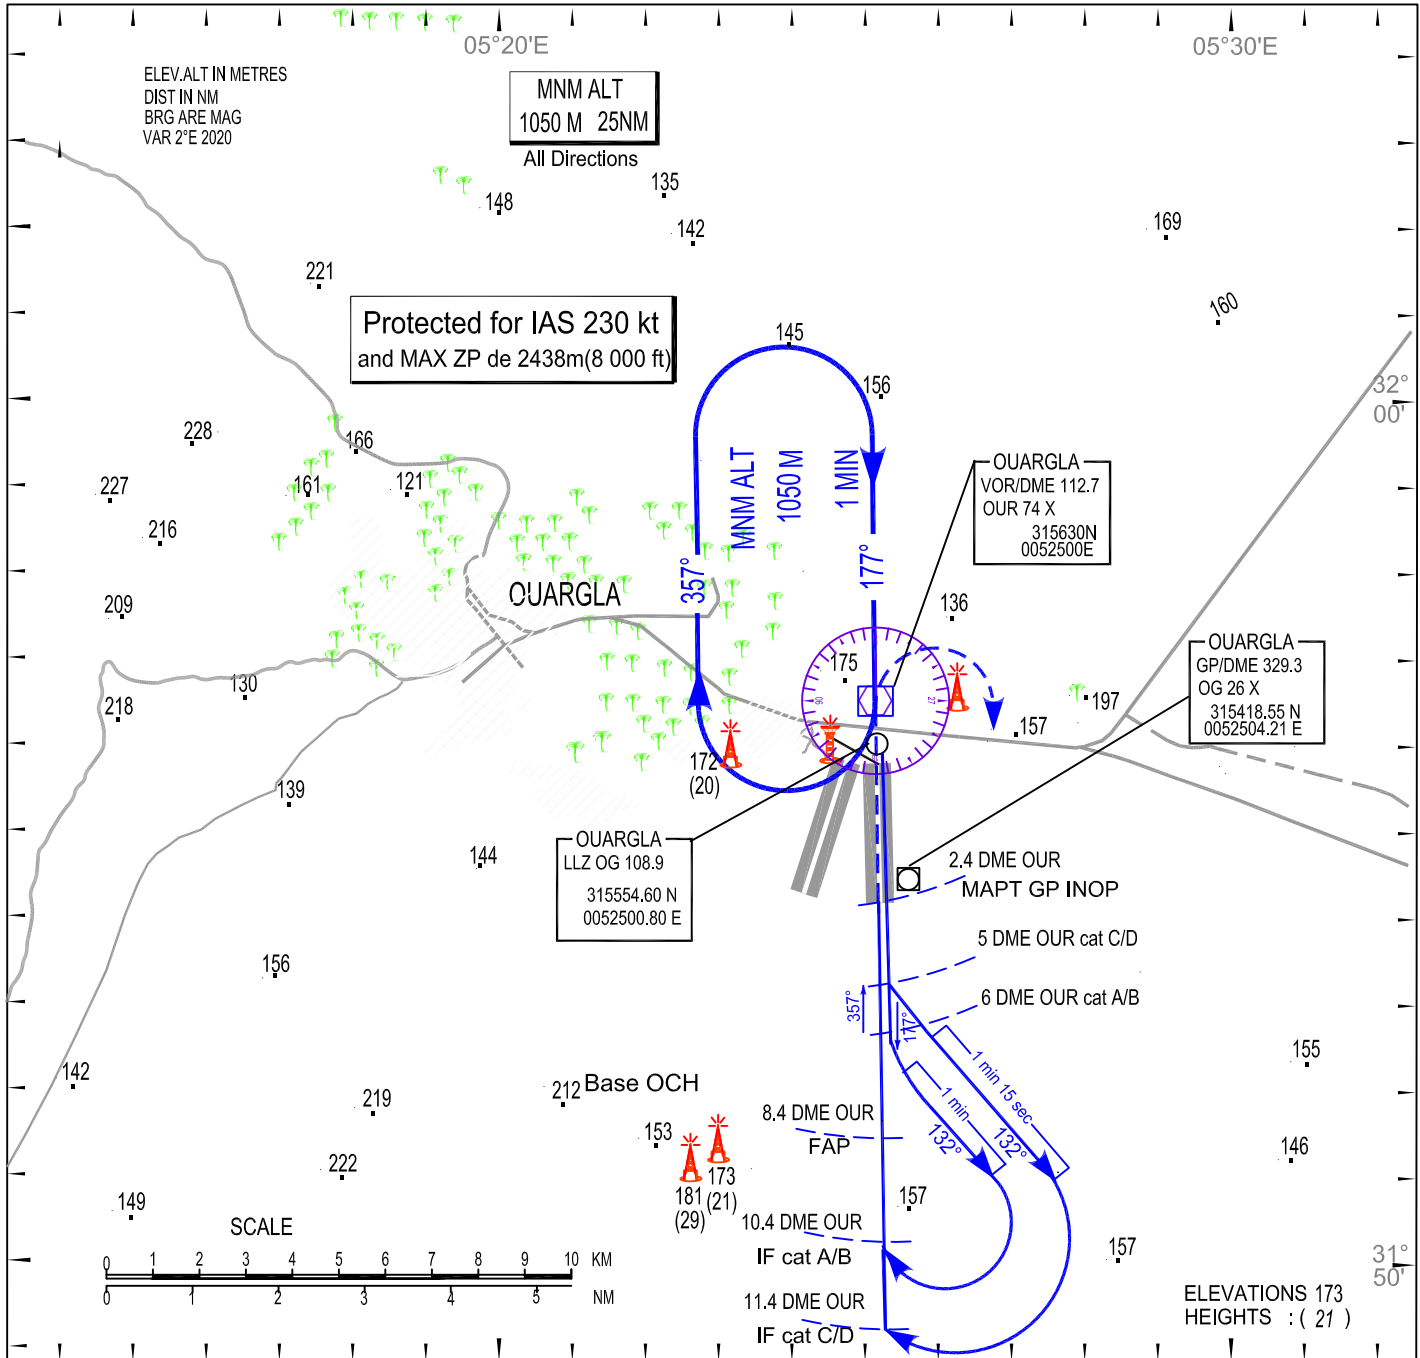 05°20'E
05°30'E
ELEV.ALT IN METRES
DIST IN NM
BRG ARE MAG
VAR 2°E 2020
MNM ALT
1050 M 25NM
All Directions
135
148
142
169
221
160
Protected for IAS 230 kt
and MAX ZP de 2438m(8 000 ft)
145
156
32°
00'
228
166
227
161
121
216
MNM ALT
1050 M
1 MIN
OUARGLA
VOR/DME 112.7
OUR 74 X
315630N
0052500E
357°
177°
OUARGLA
209
136
OUARGLA
GP/DME 329.3
OG 26 X
315418.55 N
0052504.21 E
175
90
27
130
218
197
157
172
(20)
139
144
OUARGLA
LLZ OG 108.9
315554.60 N
0052500.80 E
2.4 DME OUR
MAPT GP INOP
5 DME OUR cat C/D
6 DME OUR cat A/B
357°
177°
156
142
219
212
Base OCH
155
1 min
132°
1 min 15 sec
132°
8.4 DME OUR
FAP
153
173
(21)
181
(29)
146
222
149
157
10.4 DME OUR
IF cat A/B
157
31°
50'
SCALE
0 1 2 3 4 5 6 7 8 9 10 KM
0 1 2 3 4 5 NM
11.4 DME OUR
IF cat C/D
ELEVATIONS 173
HEIGHTS : ( 21 )